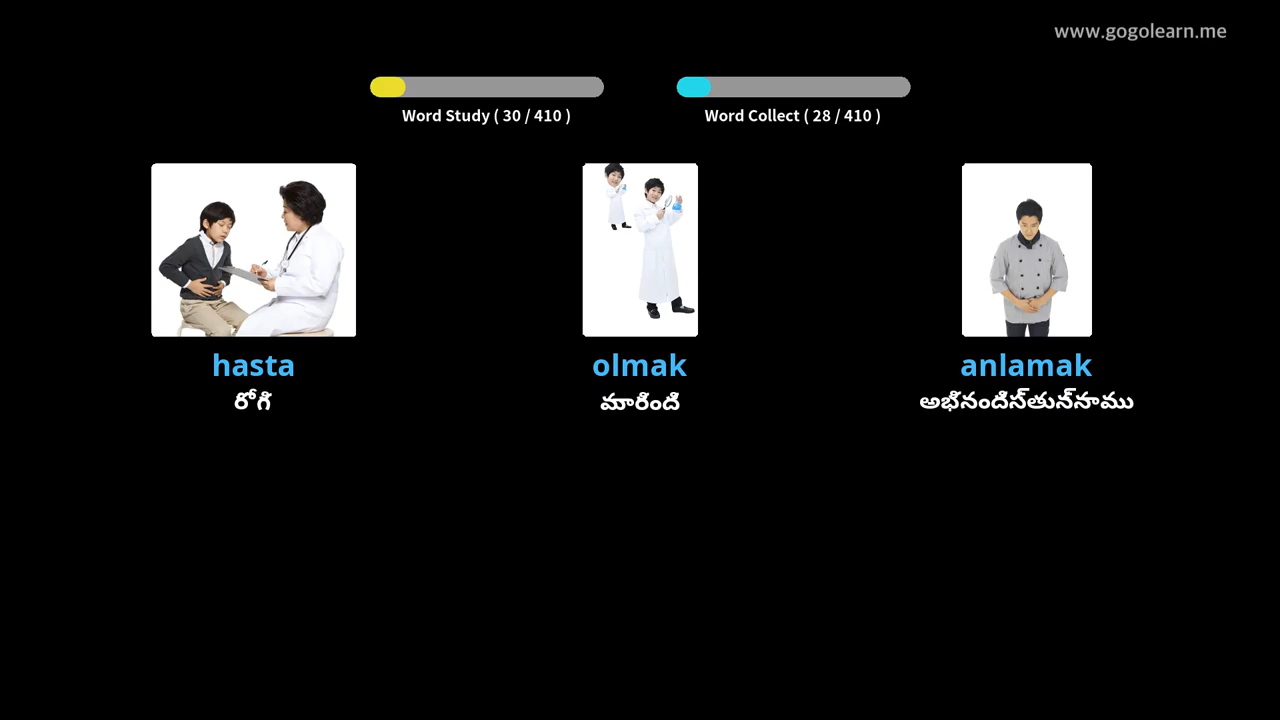 www.gogolearn.me
Word Study ( 30 / 410 )
Word Collect ( 28 / 410 )
hasta
olmak
anlamak
రోగి
మారింది
అభినందిస్‌తున్‌నాము